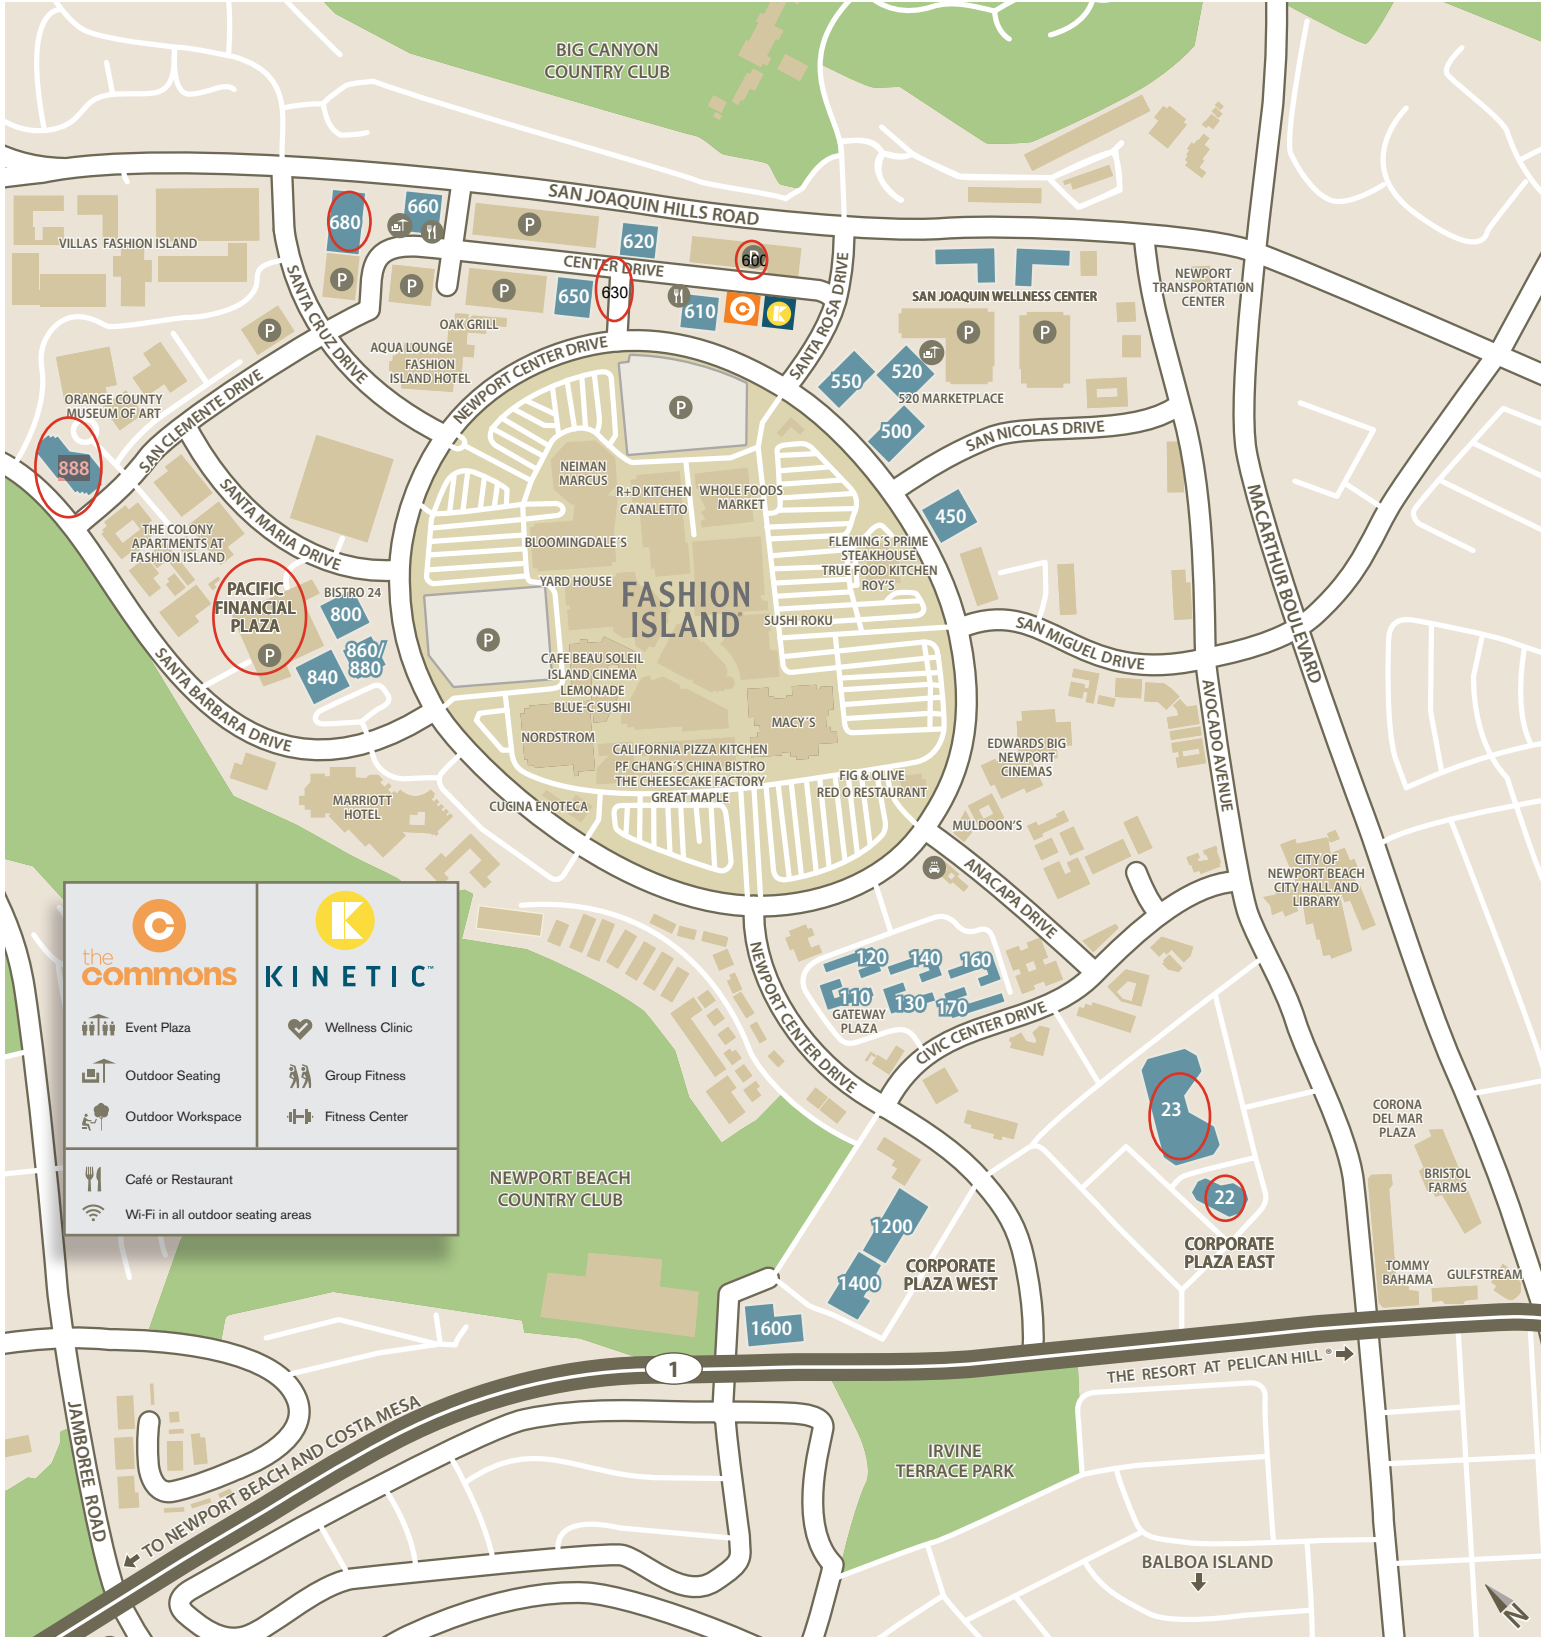 BIG CANYON
COUNTRY CLUB
SAN JOAQUIN HILLS ROAD
680
660
P
620
600
VILLAS FASHION ISLAND
CENTER DRIVE
SANTA CRUZ DRIVE
P
P
P
650
630
610
C
K
SANTA ROSA DRIVE
SAN JOAQUIN WELLNESS CENTER
NEWPORT
TRANSPORTATION
CENTER
P
OAK GRILL
AQUA LOUNGE
FASHION
ISLAND HOTEL
NEWPORT CENTER DRIVE
P
P
550
520
520 MARKETPLACE
500
SAN NICOLAS DRIVE
P
ORANGE COUNTY
MUSEUM OF ART
SAN CLEMENTE DRIVE
888
NEIMAN
MARCUS
R+D KITCHEN
CANALETTO
WHOLE FOODS
MARKET
450
MACARTHUR BOULEVARD
SANTA MARIA DRIVE
THE COLONY
APARTMENTS AT
FASHION ISLAND
BLOOMINGDALE'S
FLEMING'S PRIME
STEAKHOUSE
TRUE FOOD KITCHEN
ROY'S
YARD HOUSE
FASHION
ISLAND
PACIFIC
FINANCIAL
PLAZA
P
BISTRO 24
800
860/
880
840
P
SUSHI ROKU
SAN MIGUEL DRIVE
SANTA BARBARA DRIVE
CAFE BEAU SOLEIL
ISLAND CINEMA
LEMONADE
BLUE-C SUSHI
NORDSTROM
MACY'S
AVOCADO AVENUE
CALIFORNIA PIZZA KITCHEN
PF CHANG'S CHINA BISTRO
THE CHEESECAKE FACTORY
GREAT MAPLE
FIG & OLIVE
RED O RESTAURANT
EDWARDS BIG
NEWPORT
CINEMAS
MARRIOTT
HOTEL
CUCINA ENOTECA
MULDOON'S
ANACAPA DRIVE
CITY OF
NEWPORT BEACH
CITY HALL AND
LIBRARY
C
the
commons
K
KINETIC™
Event Plaza
Wellness Clinic
Outdoor Seating
Group Fitness
Outdoor Workspace
Fitness Center
Café or Restaurant
Wi-Fi in all outdoor seating areas
NEWPORT CENTER DRIVE
120
140
160
110
130
170
GATEWAY
PLAZA
CIVIC CENTER DRIVE
23
22
CORPORATE
PLAZA EAST
CORONA
DEL MAR
PLAZA
BRISTOL
FARMS
TOMMY
BAHAMA
GULFSTREAM
NEWPORT BEACH
COUNTRY CLUB
1200
1400
CORPORATE
PLAZA WEST
1600
1
THE RESORT AT PELICAN HILL®
JAMBOREE ROAD
TO NEWPORT BEACH AND COSTA MESA
IRVINE
TERRACE PARK
BALBOA ISLAND
N